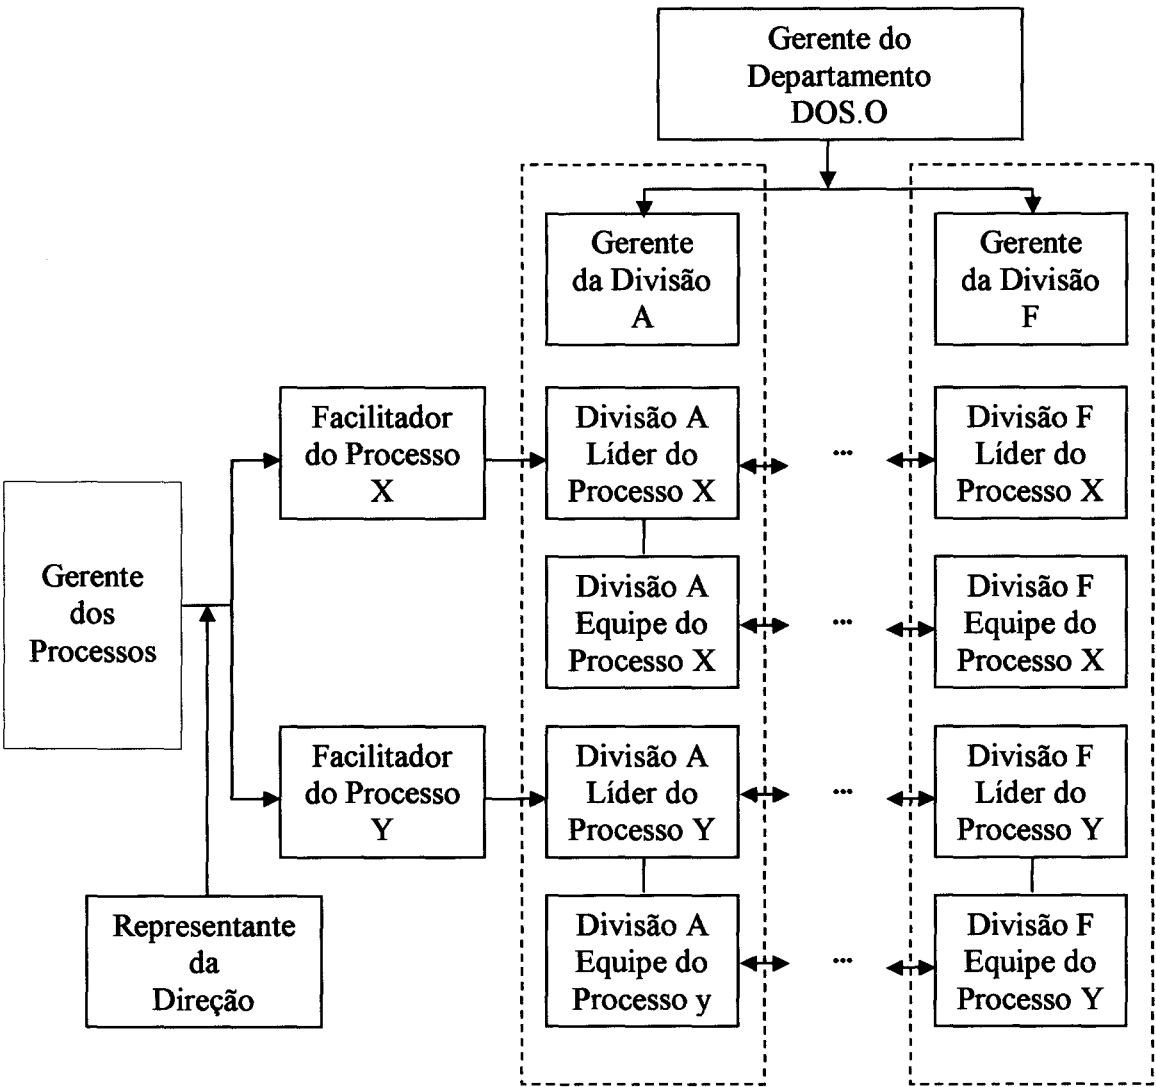 Gerente do
Departamento
DOS.O
Gerente
da Divisão
A
Gerente
da Divisão
F
Facilitador
do Processo
X
Divisão A
Líder do
Processo X
...
Divisão F
Líder do
Processo X
Gerente
dos
Processos
Divisão A
Equipe do
Processo X
...
Divisão F
Equipe do
Processo X
Facilitador
do Processo
Y
Divisão A
Líder do
Processo Y
...
Divisão F
Líder do
Processo Y
Representante
da
Direção
Divisão A
Equipe do
Processo y
...
Divisão F
Equipe do
Processo Y